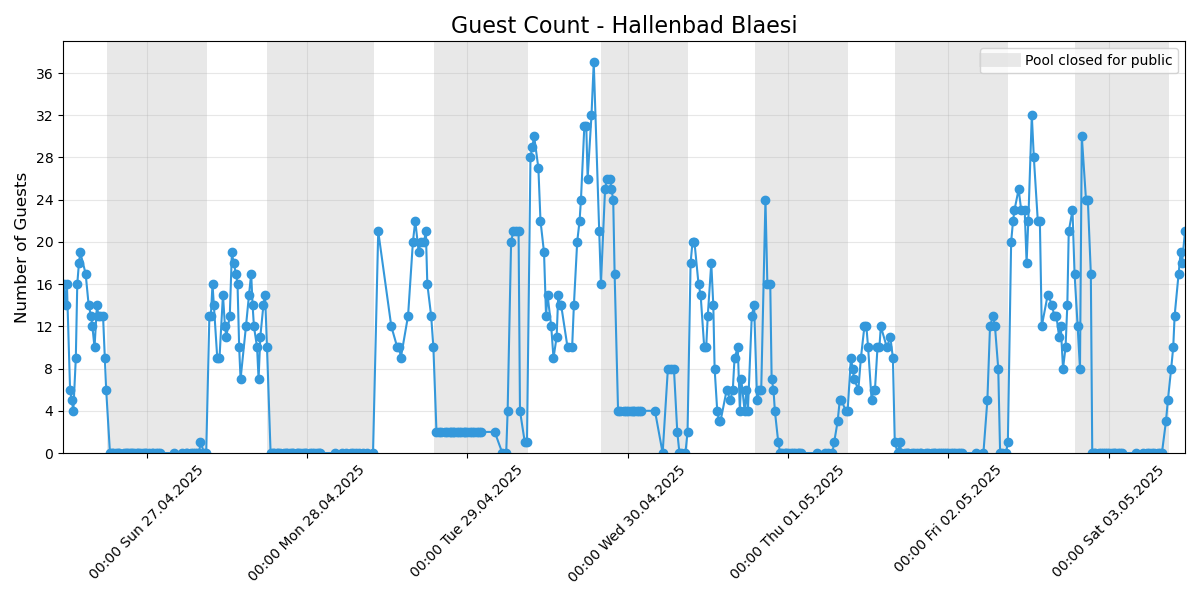 Guest Count - Hallenbad Blaesi
Pool closed for public
Number of Guests
36
32
28
24
20
16
12
8
4
0
00:00 Sun 27.04.2025
00:00 Mon 28.04.2025
00:00 Tue 29.04.2025
00:00 Wed 30.04.2025
00:00 Thu 01.05.2025
00:00 Fri 02.05.2025
00:00 Sat 03.05.2025